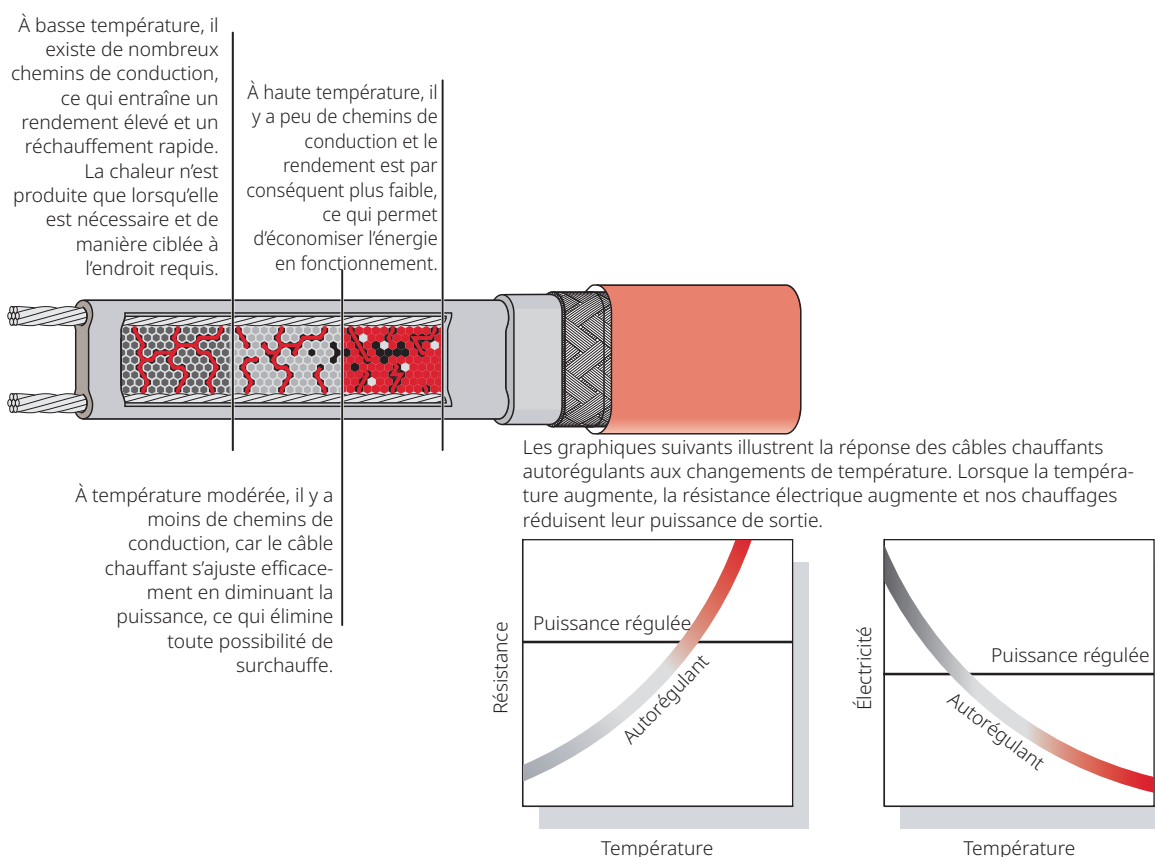 À basse température, il
existe de nombreux
chemins de conduction,
ce qui entraîne un
rendement élevé et un
réchauffement rapide.
La chaleur n’est
produite que lorsqu’elle
est nécessaire et de
manière ciblée à
l’endroit requis.
À haute température, il
y a peu de chemins de
conduction et le
rendement est par
conséquent plus faible,
ce qui permet
d’économiser l’énergie
en fonctionnement.
À température modérée, il y a
moins de chemins de
conduction, car le câble
chauffant s’ajuste efficace-
ment en diminuant la
puissance, ce qui élimine
toute possibilité de
surchauffe.
Les graphiques suivants illustrent la réponse des câbles chauffants
autorégulants aux changements de température. Lorsque la températu-
ture augmente, la résistance électrique augmente et nos chauffages
réduisent leur puissance de sortie.
Résistance
Puissance régulée
Autorégulant
Température
Électricité
Puissance régulée
Autorégulant
Température